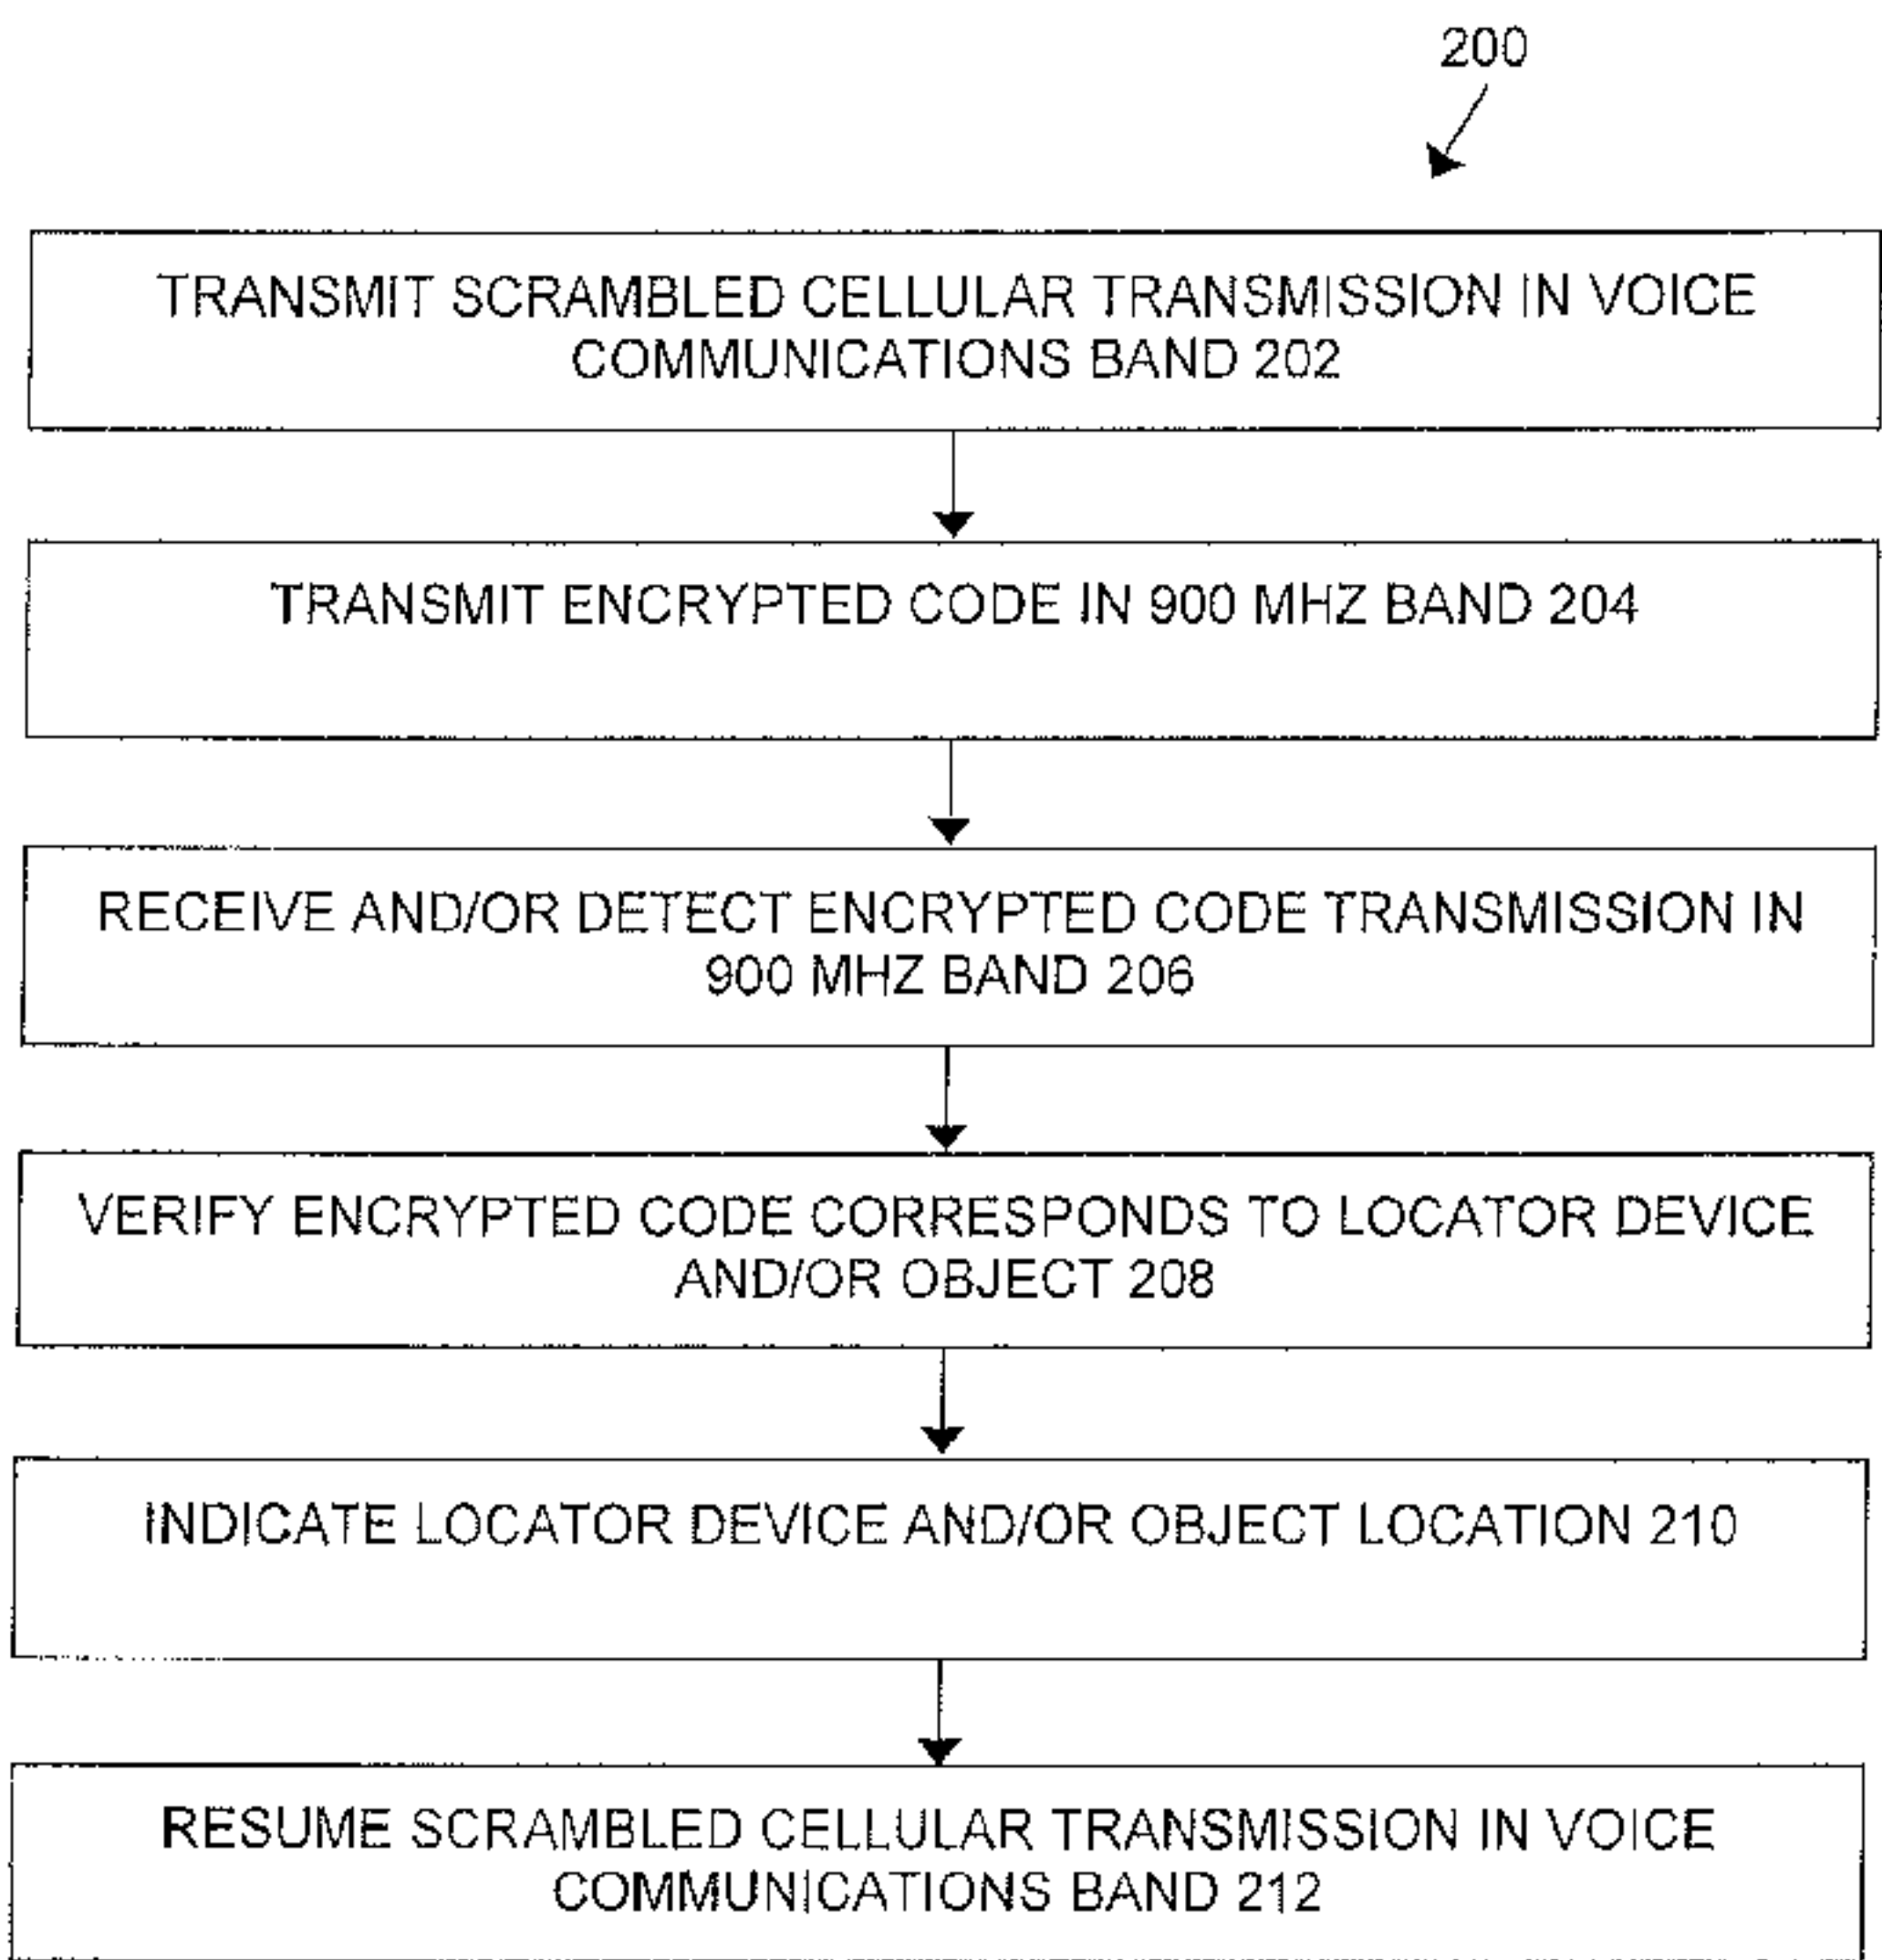 200
TRANSMIT SCRAMBLED CELLULAR TRANSMISSION IN VOICE
COMMUNICATIONS BAND 202
TRANSMIT ENCRYPTED CODE IN 900 MHZ BAND 204
RECEIVE AND/OR DETECT ENCRYPTED CODE TRANSMISSION IN
900 MHZ BAND 206
VERIFY ENCRYPTED CODE CORRESPONDS TO LOCATOR DEVICE
AND/OR OBJECT 208
INDICATE LOCATOR DEVICE AND/OR OBJECT LOCATION 210
RESUME SCRAMBLED CELLULAR TRANSMISSION IN VOICE
COMMUNICATIONS BAND 212